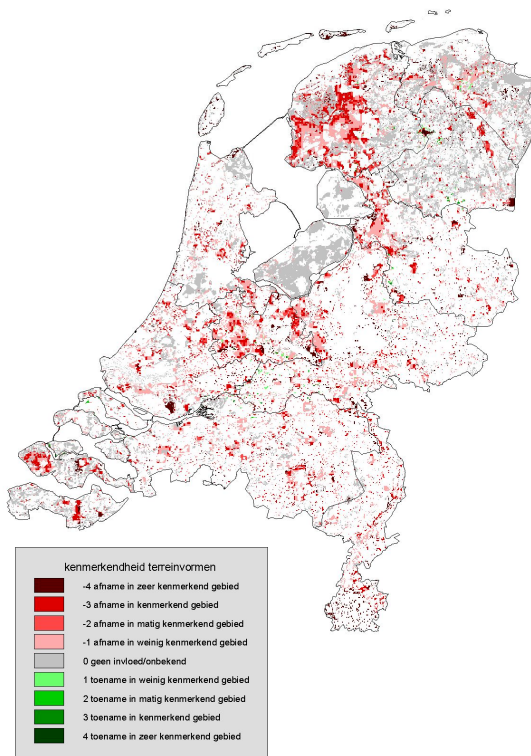 kenmerkendheid terreinvormen
-4 afname in zeer kenmerkend gebied
-3 afname in kenmerkend gebied
-2 afname in matig kenmerkend gebied
-1 afname in weinig kenmerkend gebied
0 geen invloed/onbekend
1 toename in weinig kenmerkend gebied
2 toename in matig kenmerkend gebied
3 toename in kenmerkend gebied
4 toename in zeer kenmerkend gebied